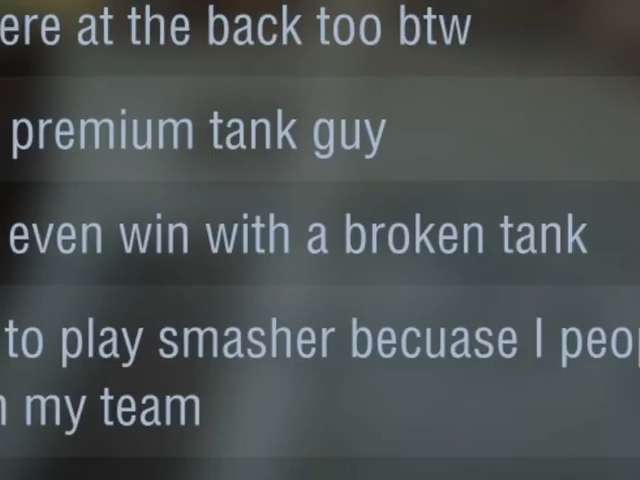 ere at the back too btw
premium tank guy
even win with a broken tank
to play smasher becuase I peo
my team